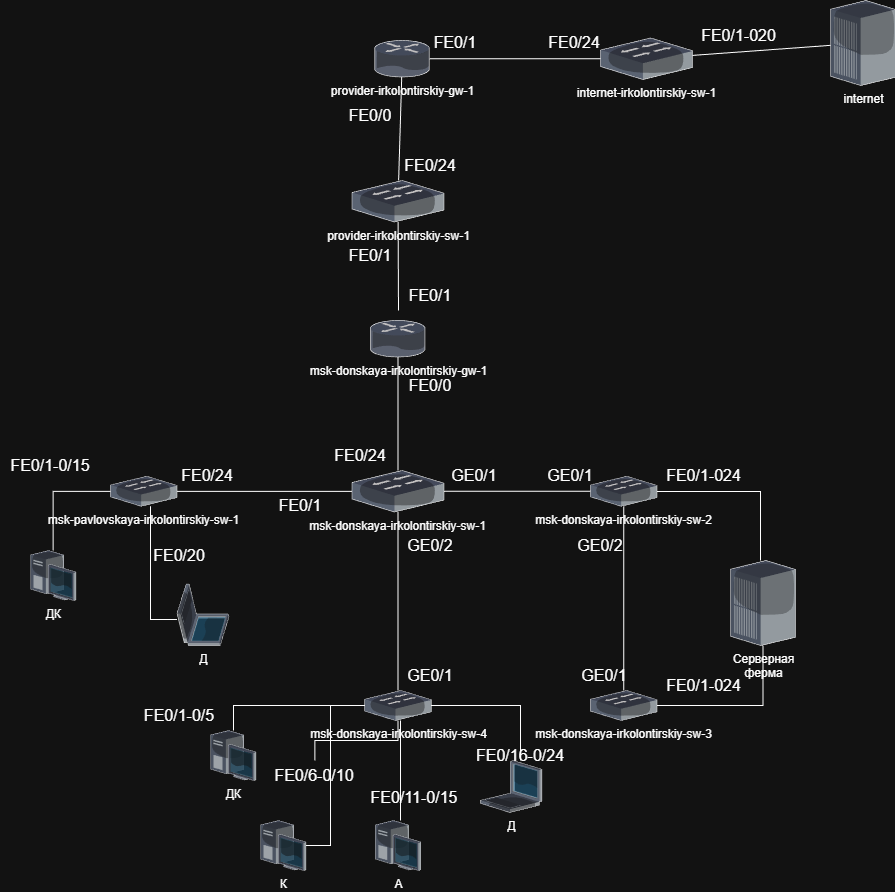 FE0/1
FE0/24
FE0/1-020
provider-irkolontirskiy-gw-1
internet-irkolontirskiy-sw-1
internet
FE0/0
FE0/24
provider-irkolontirskiy-sw-1
FE0/1
FE0/1
msk-donskaya-irkolontirskiy-gw-1
FE0/0
FE0/24
FE0/1-0/15
FE0/24
GE0/1
GE0/1
FE0/1-024
FE0/1
msk-pavlovskaya-irkolontirskiy-sw-1
msk-donskaya-irkolontirskiy-sw-1
msk-donskaya-irkolontirskiy-sw-2
FE0/20
GE0/2
GE0/2
ДК
Д
Серверная
ферма
GE0/1
GE0/1
FE0/1-024
FE0/1-0/5
msk-donskaya-irkolontirskiy-sw-4
msk-donskaya-irkolontirskiy-sw-3
FE0/16-0/24
FE0/6-0/10
ДК
FE0/11-0/15
Д
К
А